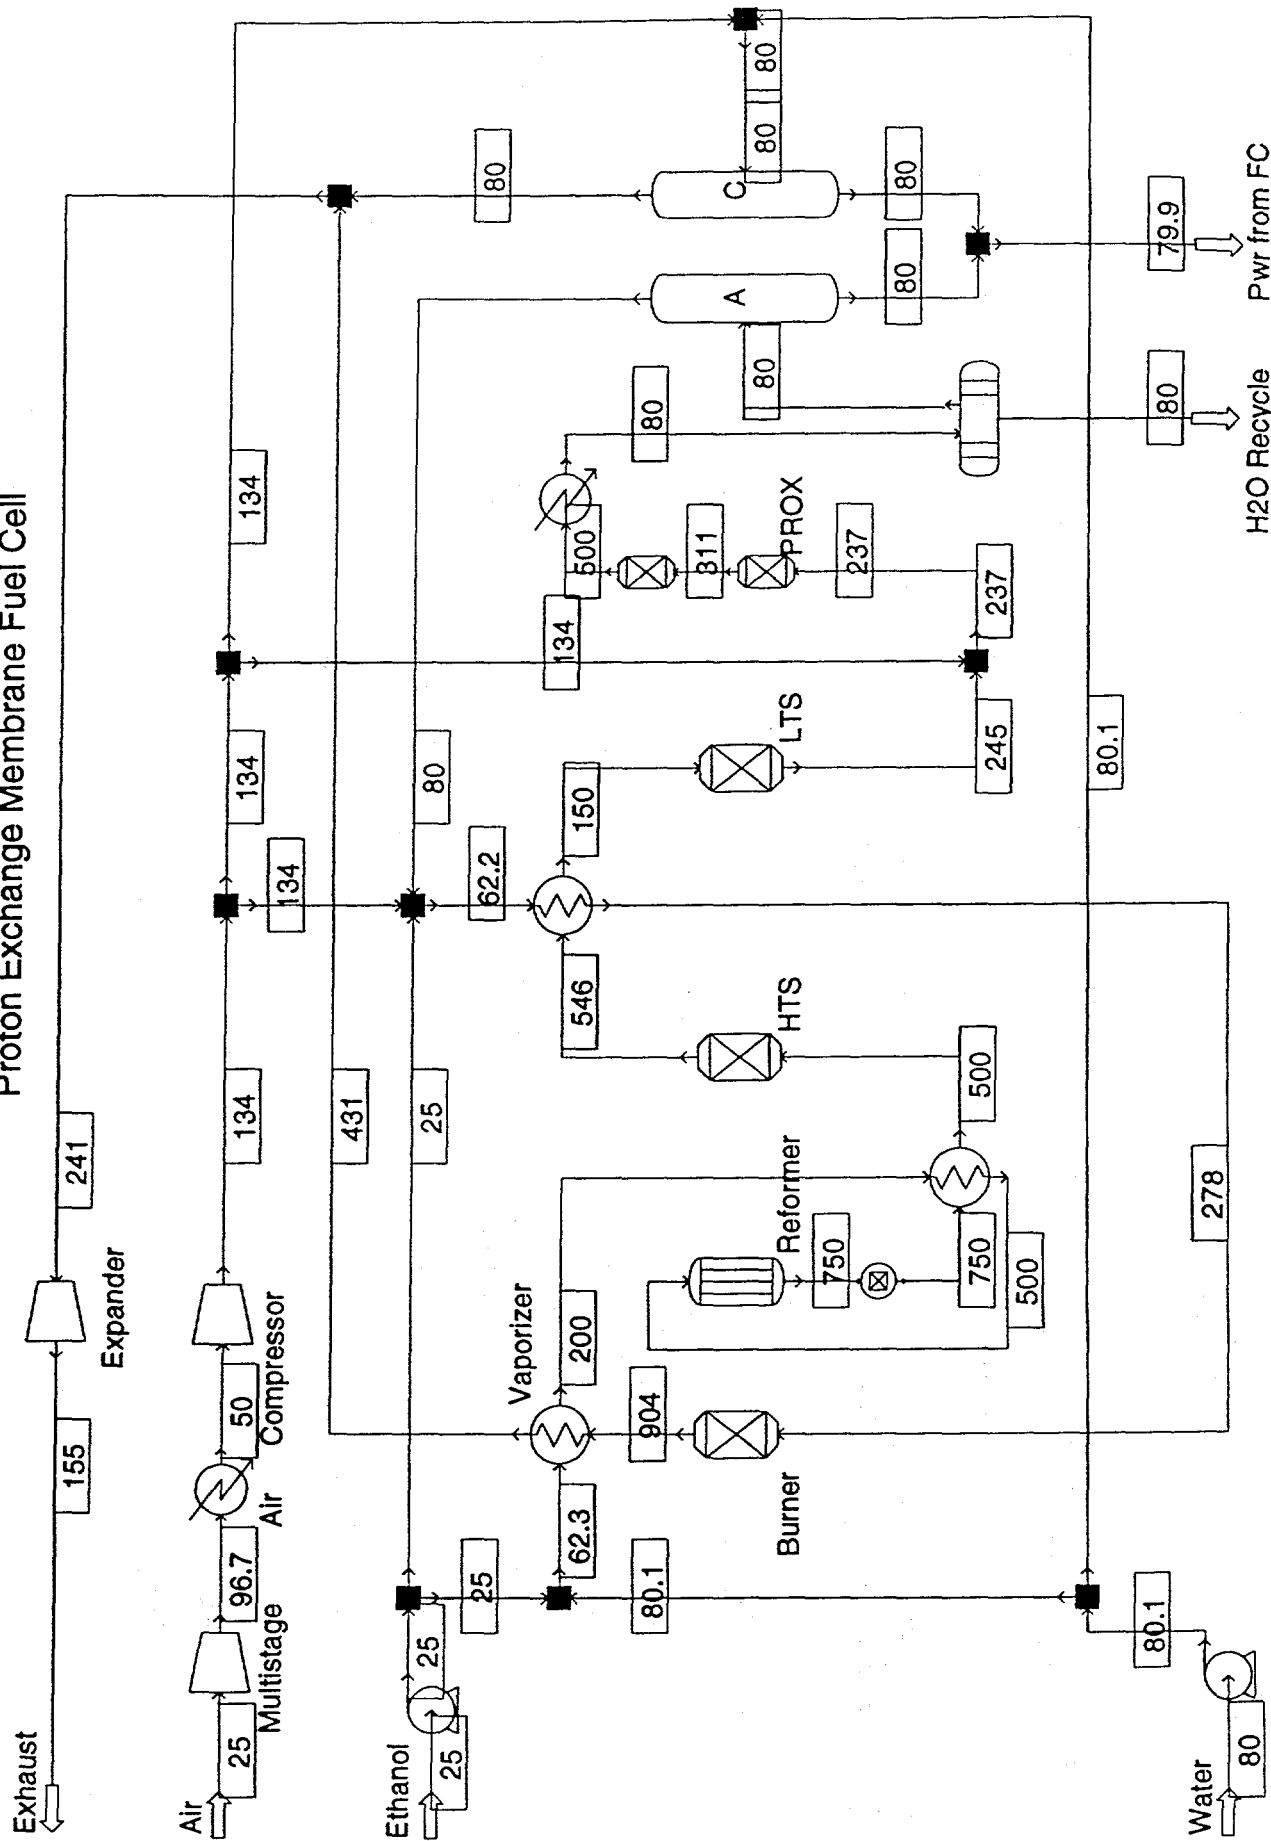 Proton Exchange Membrane Fuel Cell
Exhaust
155
Expander
241
Air
25
Multistage
96.7
Air
50
Compressor
134
134
134
134
134
431
Ethanol
25
25
25
25
80
62.2
62.3
Vaporizer
200
904
Burner
80.1
Reformer
750
750
500
500
HTS
546
150
LTS
245
134
237
237
PROX
311
500
80
80
A
80
80
C
80
80
80
80
Water
80
80.1
278
80.1
80
H2O Recycle
79.9
Pwr from FC